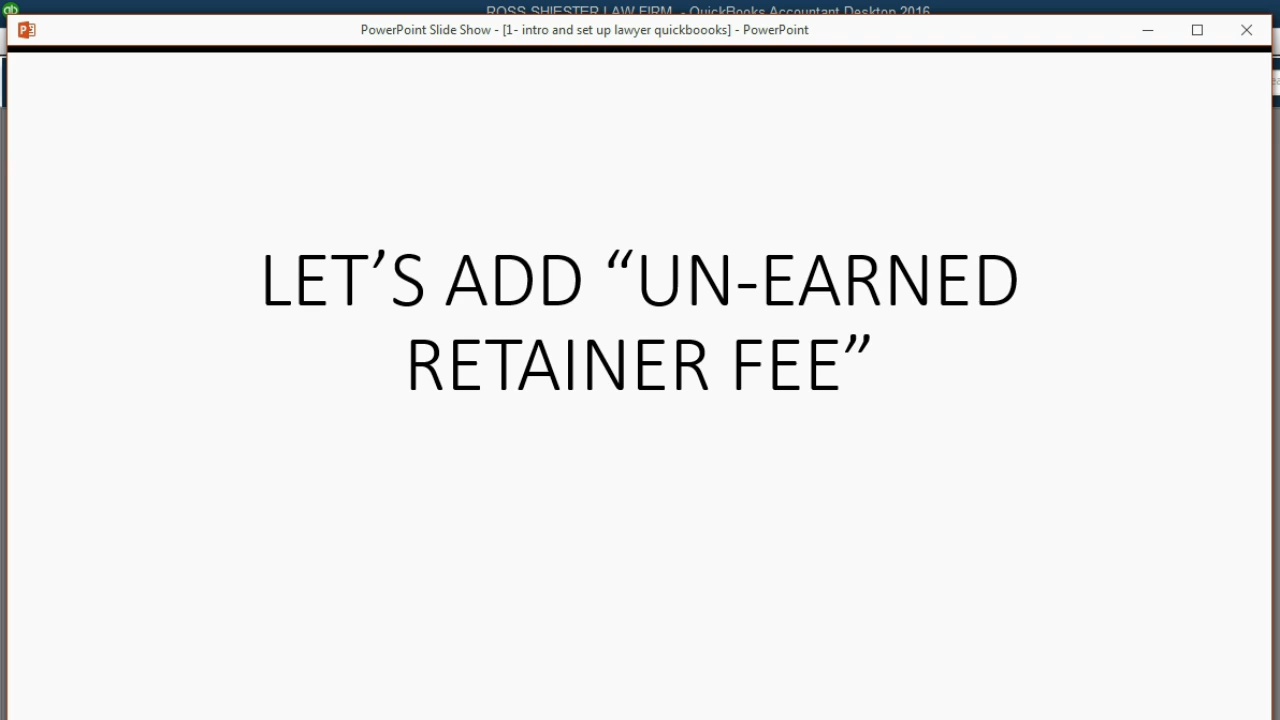 ROSS SHIESTER LAW FIRM - QuickBooks Accountant Desktop 2016
PowerPoint Slide Show - [1- intro and set up lawyer quickboooks] - PowerPoint
LET’S ADD “UN-EARNED
RETAINER FEE”